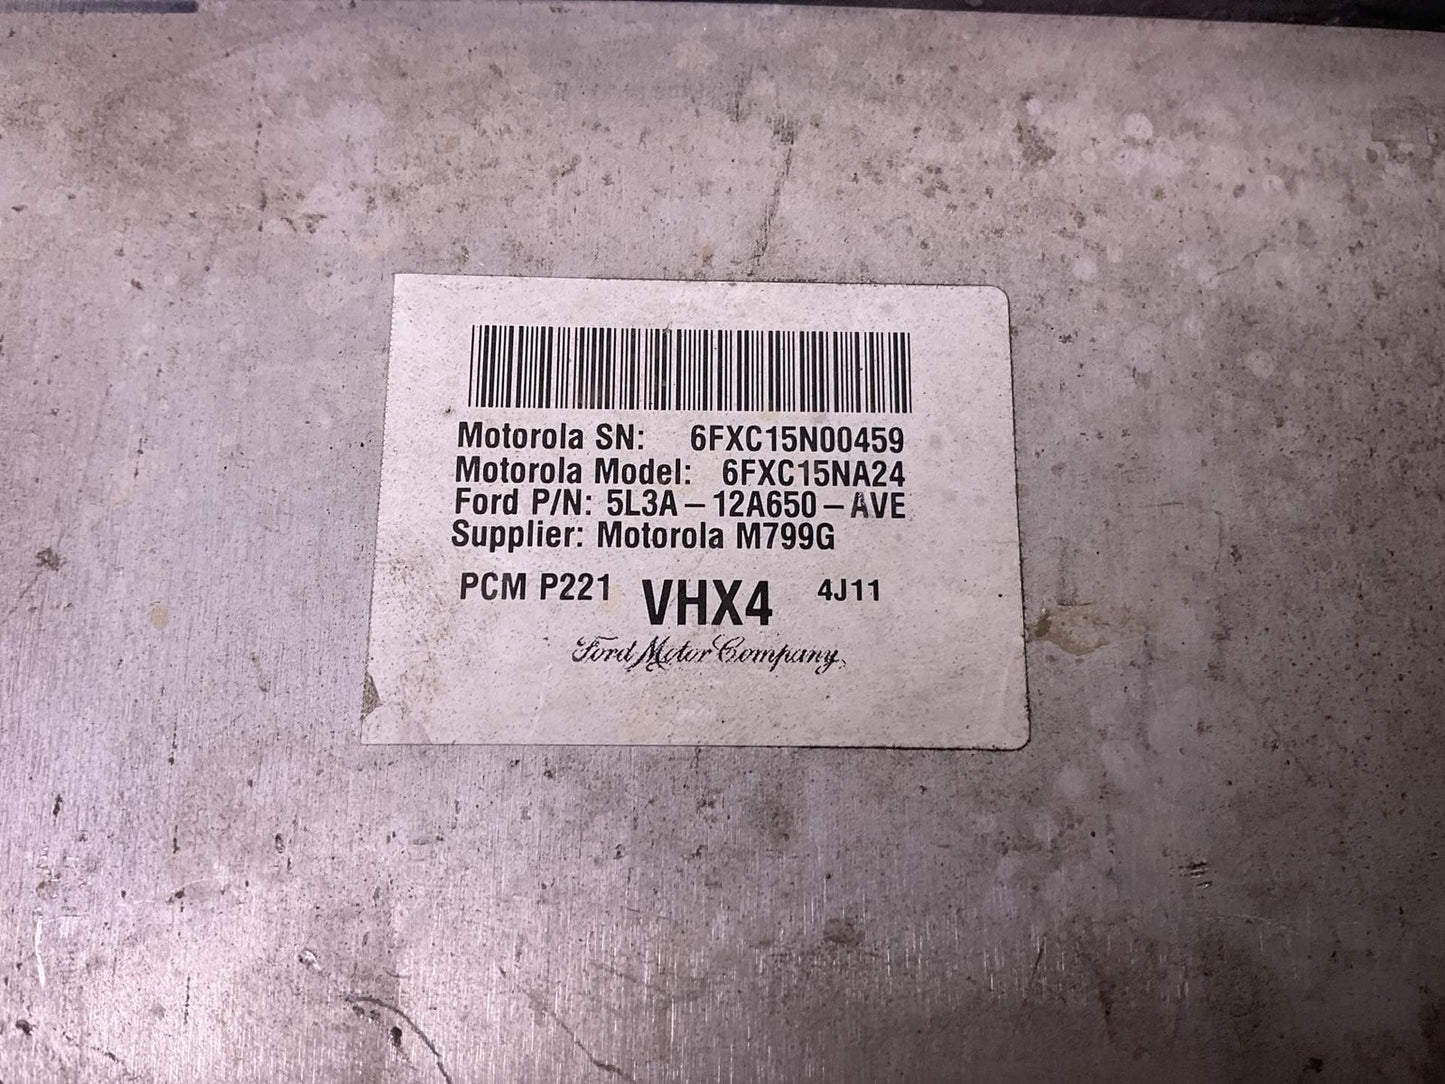 Motorola SN: 6FXC15N00459
Motorola Model: 6FXC15NA24
Ford P/N: 5L3A-12A650-AVE
Supplier: Motorola M799G
PCM P221 VHX4 4J11
Ford Motor Company,